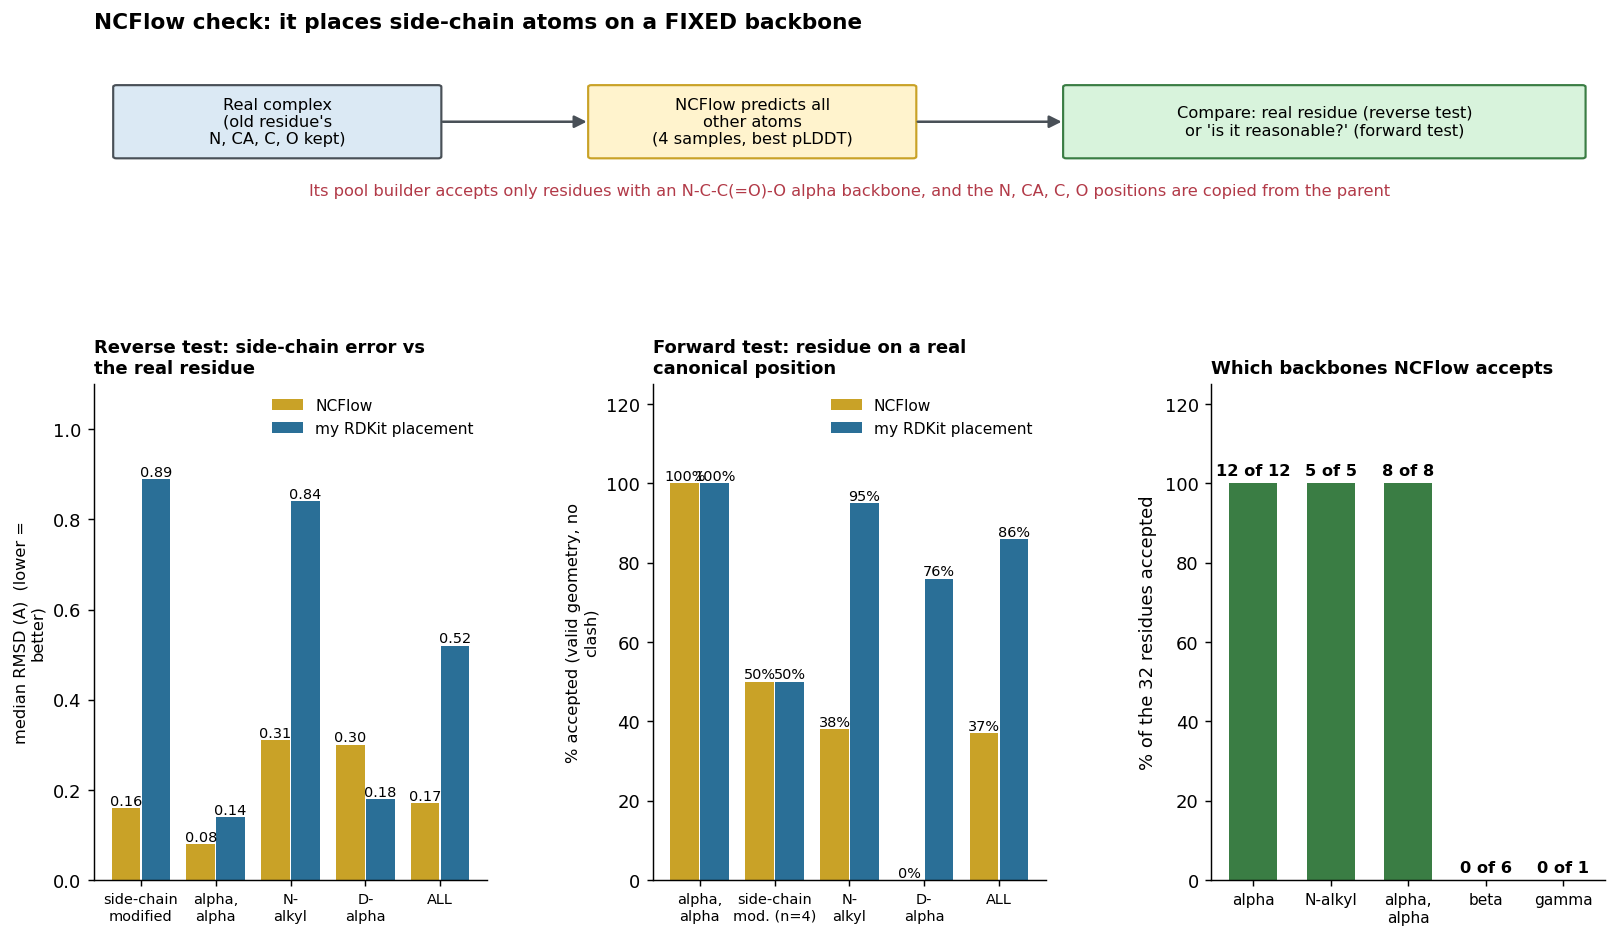 NCFlow check: it places side-chain atoms on a FIXED backbone
Real complex
(old residue's
N, CA, C, O kept)
NCFlow predicts all
other atoms
(4 samples, best pLDDT)
Compare: real residue (reverse test)
or 'is it reasonable?' (forward test)
Its pool builder accepts only residues with an N-C-C(=O)-O alpha backbone, and the N, CA, C, O positions are copied from the parent
Reverse test: side-chain error vs
the real residue
NCFlow
my RDKit placement
median RMSD (A)  (lower =
better)
1.0
0.8
0.6
0.4
0.2
0.0
0.16
0.89
0.08
0.14
0.31
0.84
0.30
0.18
0.17
0.52
side-chain
modified
alpha,
alpha
N-
alkyl
D-
alpha
ALL
Forward test: residue on a real
canonical position
NCFlow
my RDKit placement
% accepted (valid geometry, no
clash)
120
100
80
60
40
20
0
100%
100%
50%
50%
38%
95%
0%
76%
37%
86%
alpha,
alpha
side-chain
mod. (n=4)
N-
alkyl
D-
alpha
ALL
Which backbones NCFlow accepts
% of the 32 residues accepted
120
100
80
60
40
20
0
12 of 12
5 of 5
8 of 8
0 of 6
0 of 1
alpha
N-alkyl
alpha,
alpha
beta
gamma